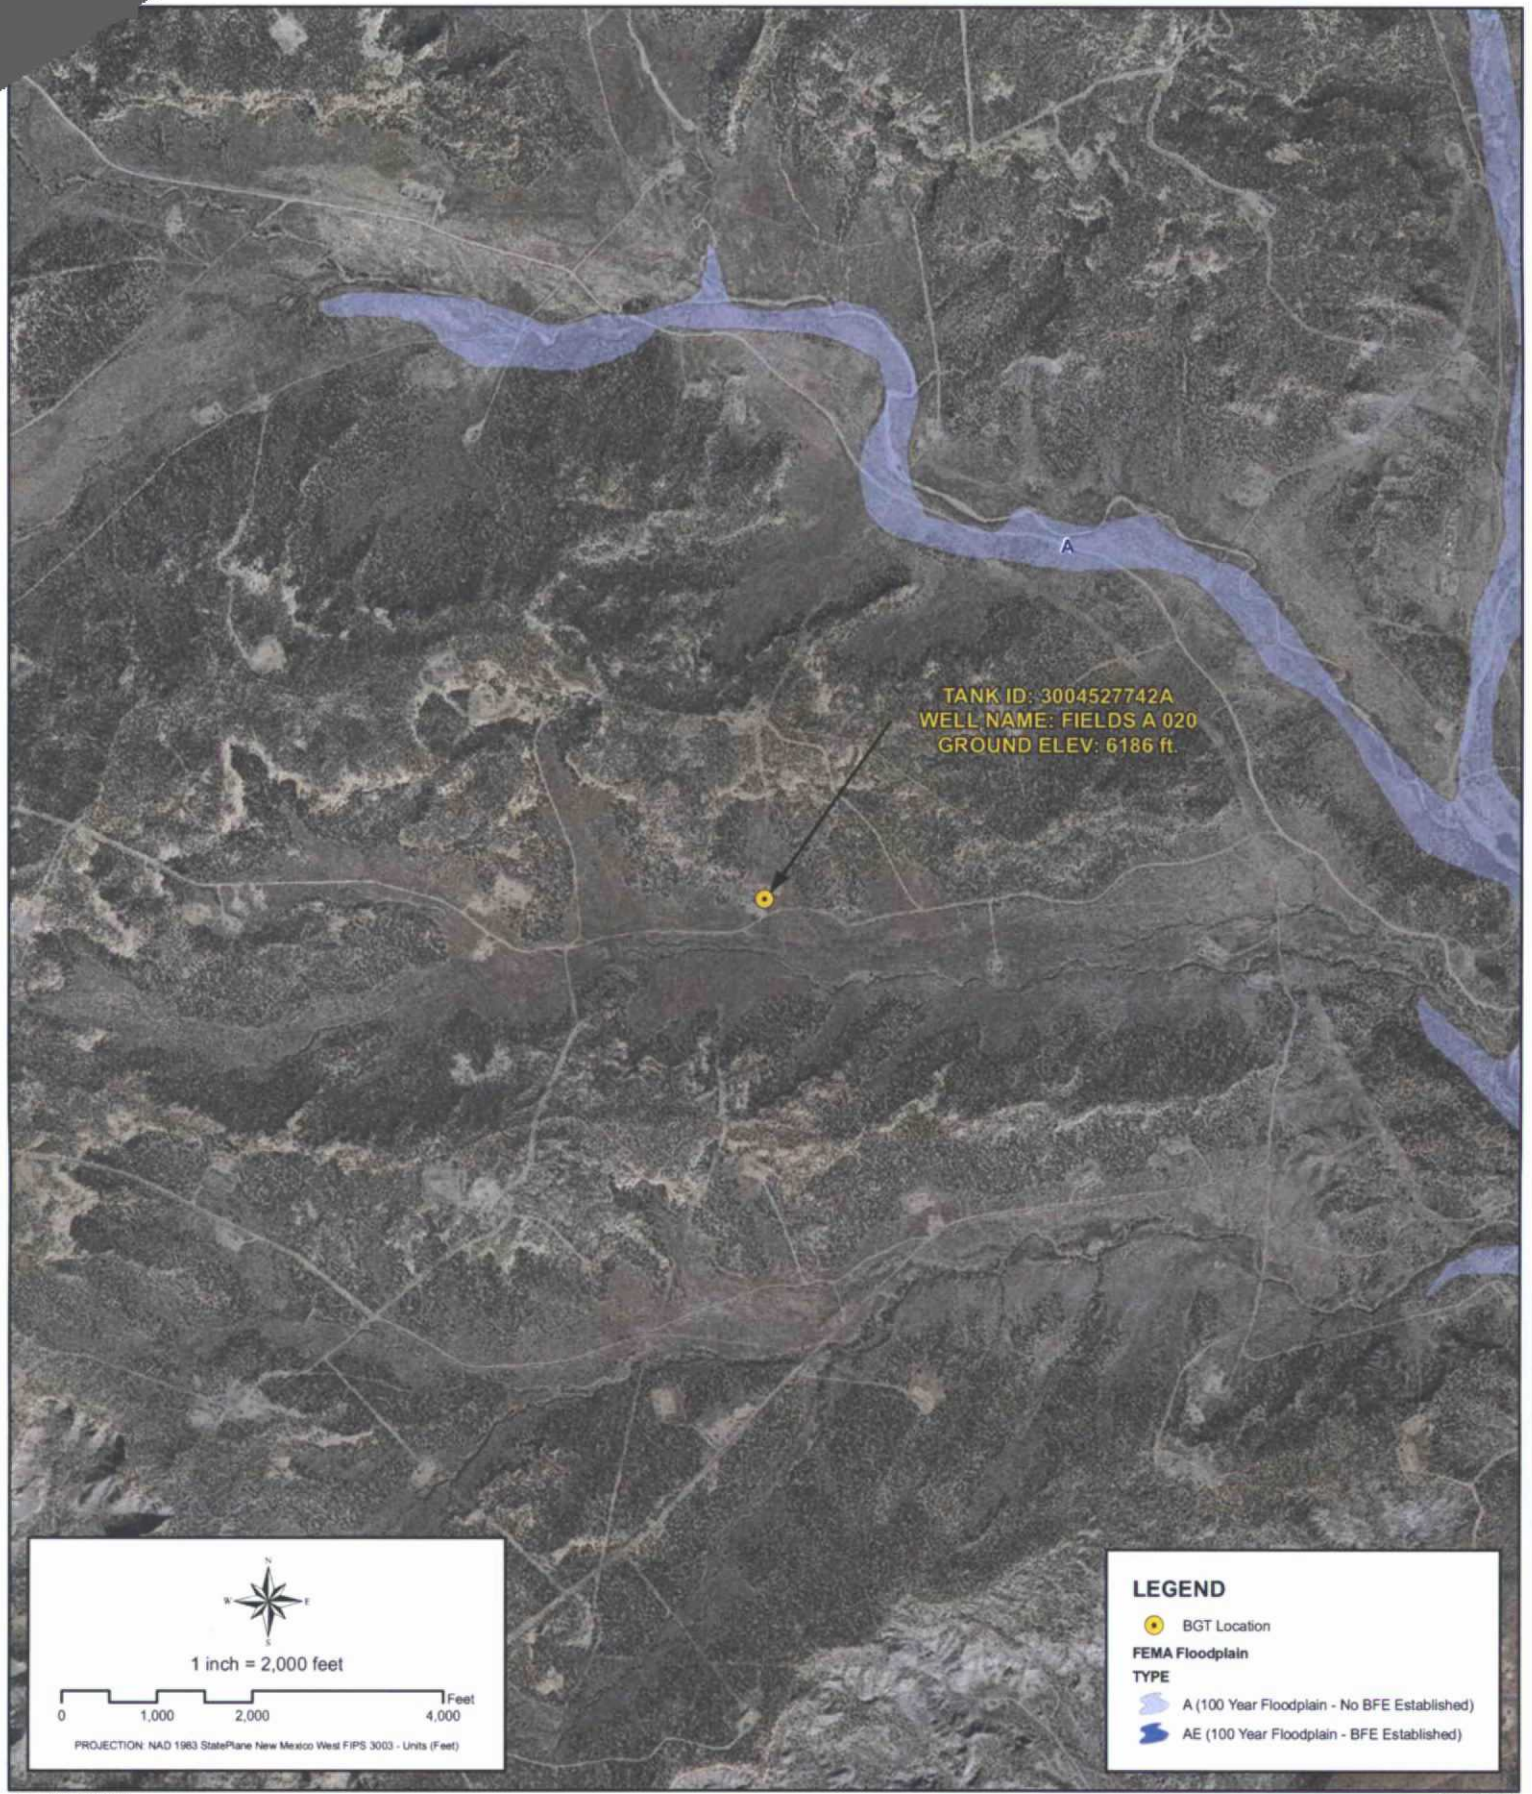 A
TANK ID: 3004527742A
WELL NAME: FIELDS A 020
GROUND ELEV: 6186 ft.
N
W E
S
1 inch = 2,000 feet
Feet
0 1,000 2,000 4,000
PROJECTION: NAD 1983 StatePlane New Mexico West FIPS 3003 - Units (Feet)
LEGEND
BGT Location
FEMA Floodplain
TYPE
A (100 Year Floodplain - No BFE Established)
AE (100 Year Floodplain - BFE Established)